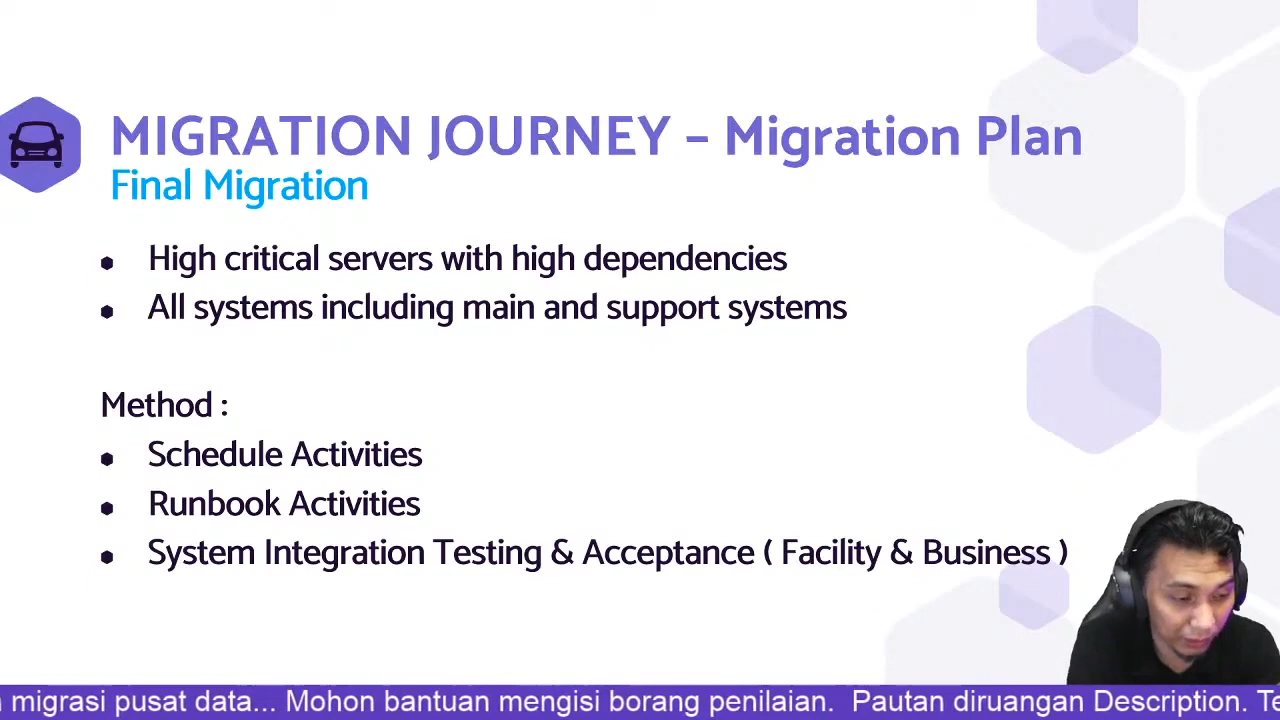 MIGRATION JOURNEY – Migration Plan
Final Migration
High critical servers with high dependencies
All systems including main and support systems
Method :
Schedule Activities
Runbook Activities
System Integration Testing & Acceptance ( Facility & Business )
migrasi pusat data... Mohon bantuan mengisi borang penilaian. Pautan diruangan Description.